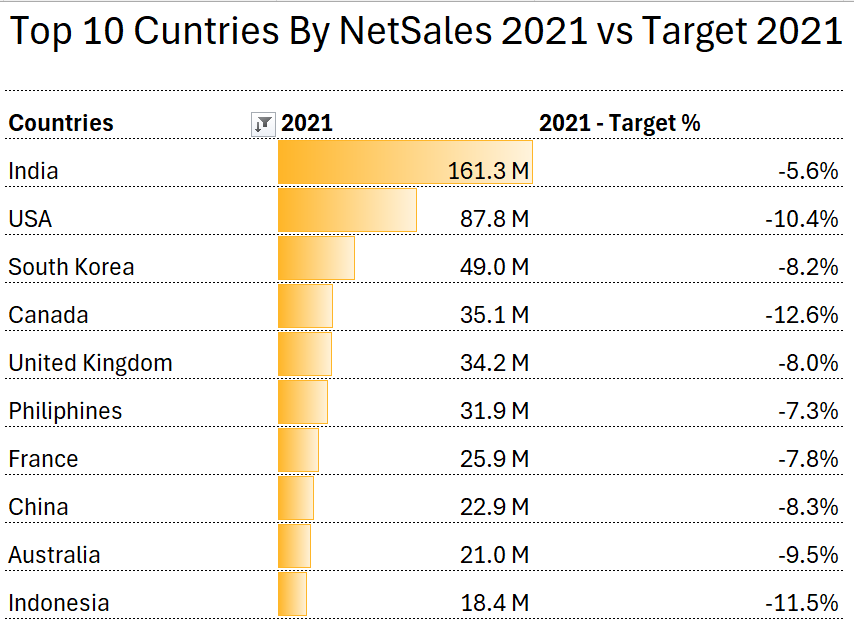 Top 10 Cuntries By NetSales 2021 vs Target 2021
Countries 2021 2021 - Target %
India 161.3 M -5.6%
USA 87.8 M -10.4%
South Korea 49.0 M -8.2%
Canada 35.1 M -12.6%
United Kingdom 34.2 M -8.0%
Philiphines 31.9 M -7.3%
France 25.9 M -7.8%
China 22.9 M -8.3%
Australia 21.0 M -9.5%
Indonesia 18.4 M -11.5%